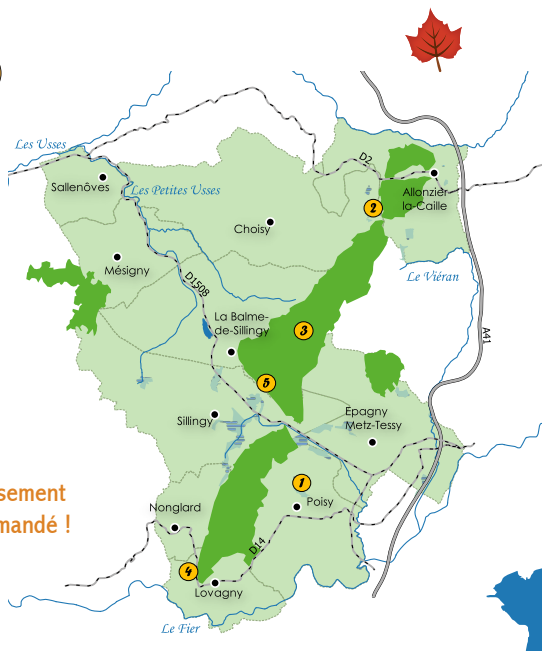 Les Usses
D2
Sallenôves
Les Petites Usses
Allonzier-
la-Caille
2
Choisy
Mésigny
Le Viéran
D1508
La Balme-
de-Sillingy
3
A41
5
Sillingy
Epagny
Metz-Tessy
sement
mandé !
1
Poisy
Nonglard
D14
4
Lovagny
Le Fier